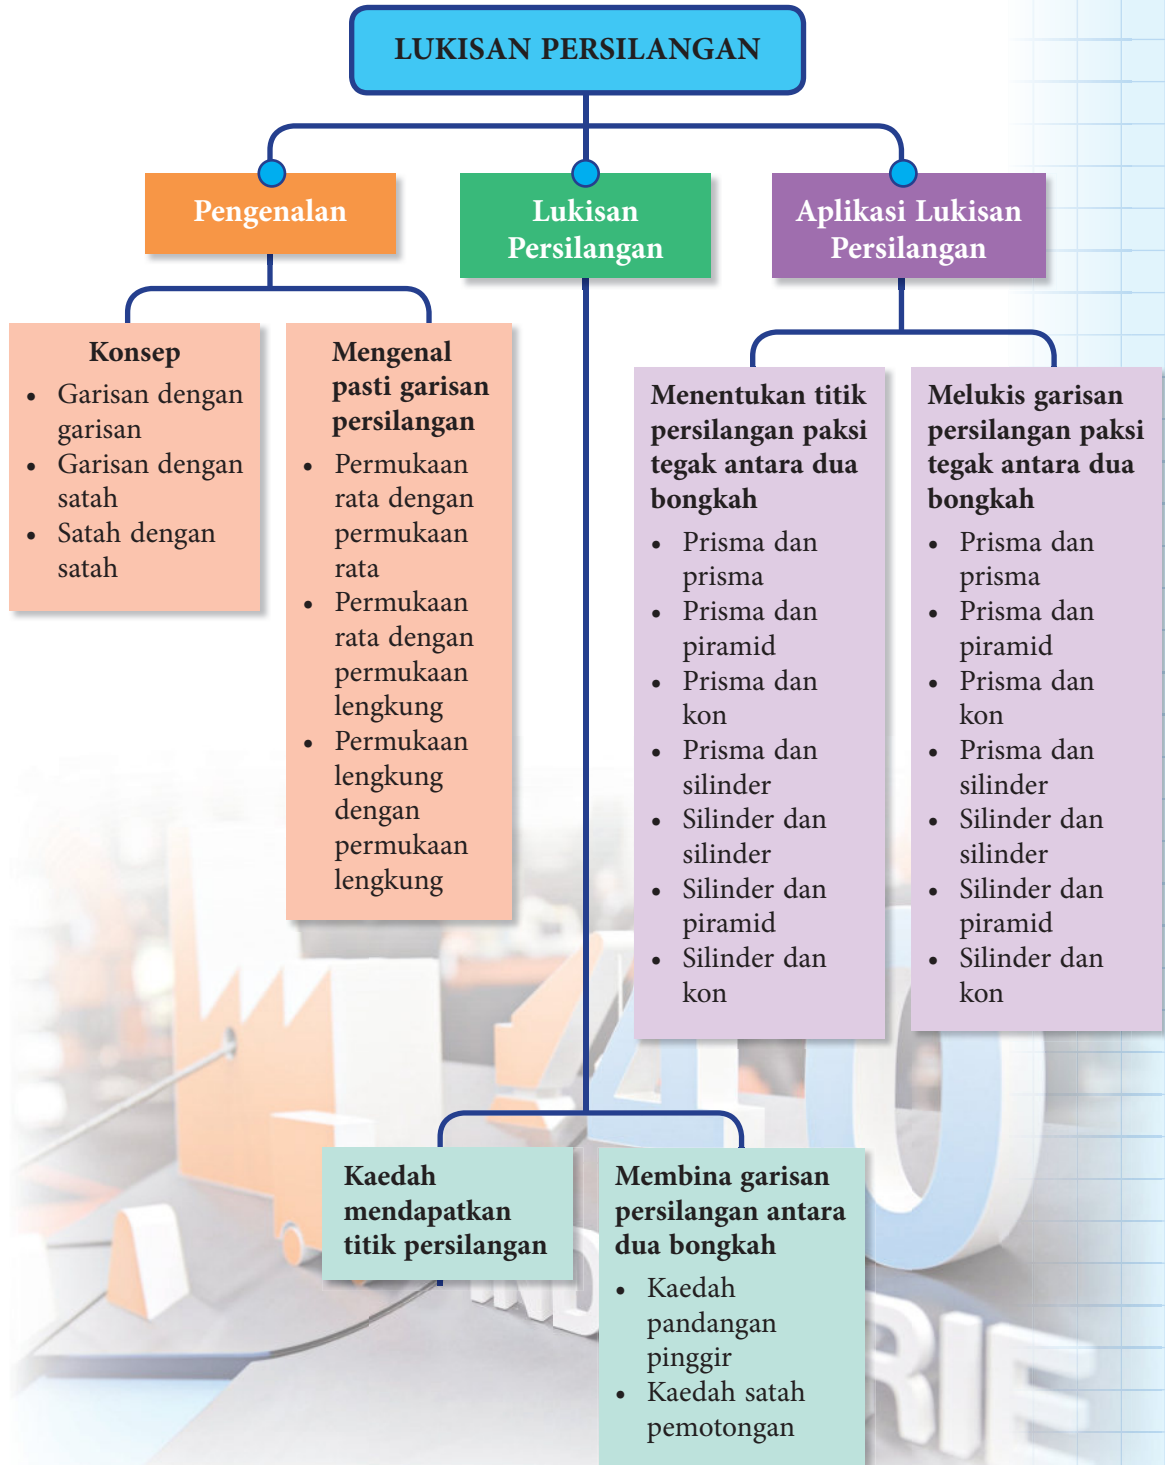 LUKISAN PERSILANGAN
Pengenalan
Konsep
• Garisan dengan
garisan
• Garisan dengan
satah
• Satah dengan
satah
Mengenal
pasti garisan
persilangan
• Permukaan
rata dengan
permukaan
rata
• Permukaan
rata dengan
permukaan
lengkung
• Permukaan
lengkung
dengan
permukaan
lengkung
Lukisan
Persilangan
Kaedah
mendapatkan
titik persilangan
Membina garisan
persilangan antara
dua bongkah
• Kaedah
pandangan
pinggir
• Kaedah satah
pemotongan
Aplikasi Lukisan
Persilangan
Menentukan titik
persilangan paksi
tegak antara dua
bongkah
• Prisma dan
prisma
• Prisma dan
piramid
• Prisma dan
kon
• Prisma dan
silinder
• Silinder dan
silinder
• Silinder dan
piramid
• Silinder dan
kon
Melukis garisan
persilangan paksi
tegak antara dua
bongkah
• Prisma dan
prisma
• Prisma dan
piramid
• Prisma dan
kon
• Prisma dan
silinder
• Silinder dan
silinder
• Silinder dan
piramid
• Silinder dan
kon
4.0